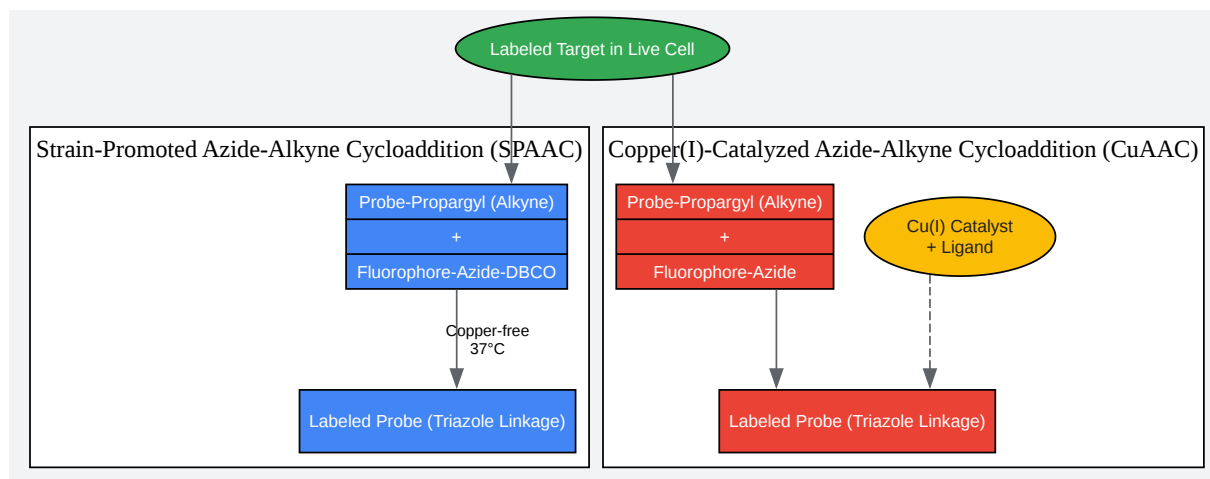 Labeled Target in Live Cell
Strain-Promoted Azide-Alkyne Cycloaddition (SPAAC)
Probe-Propargyl (Alkyne)
+
Fluorophore-Azide-DBCO
Copper-free
37°C
Labeled Probe (Triazole Linkage)
Copper(I)-Catalyzed Azide-Alkyne Cycloaddition (CuAAC)
Probe-Propargyl (Alkyne)
+
Fluorophore-Azide
Cu(I) Catalyst
+ Ligand
Labeled Probe (Triazole Linkage)